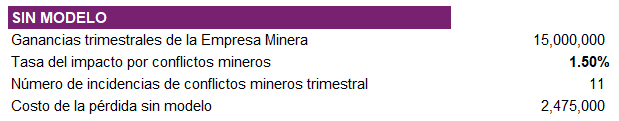 SIN MODELO
Ganancias trimestrales de la Empresa Minera 15,000,000
Tasa del impacto por conflictos mineros 1.50%
Número de incidencias de conflictos mineros trimestral 11
Costo de la pérdida sin modelo 2,475,000